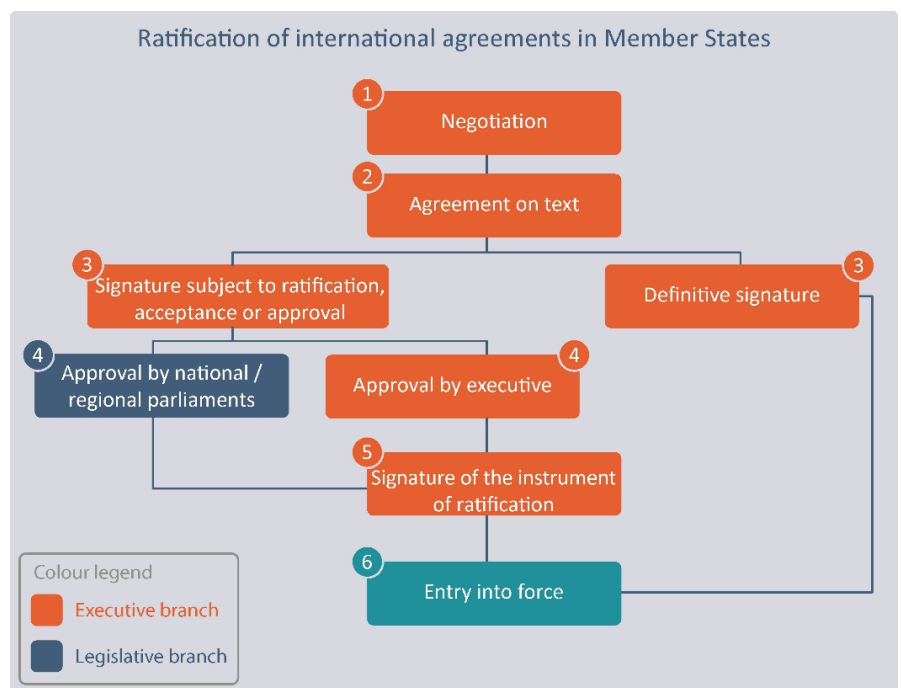 Ratification of international agreements in Member States
1
Negotiation
2
Agreement on text
3
Signature subject to ratification,
acceptance or approval
3
Definitive signature
4
Approval by national /
regional parliaments
4
Approval by executive
5
Signature of the instrument
of ratification
6
Entry into force
Colour legend
Executive branch
Legislative branch